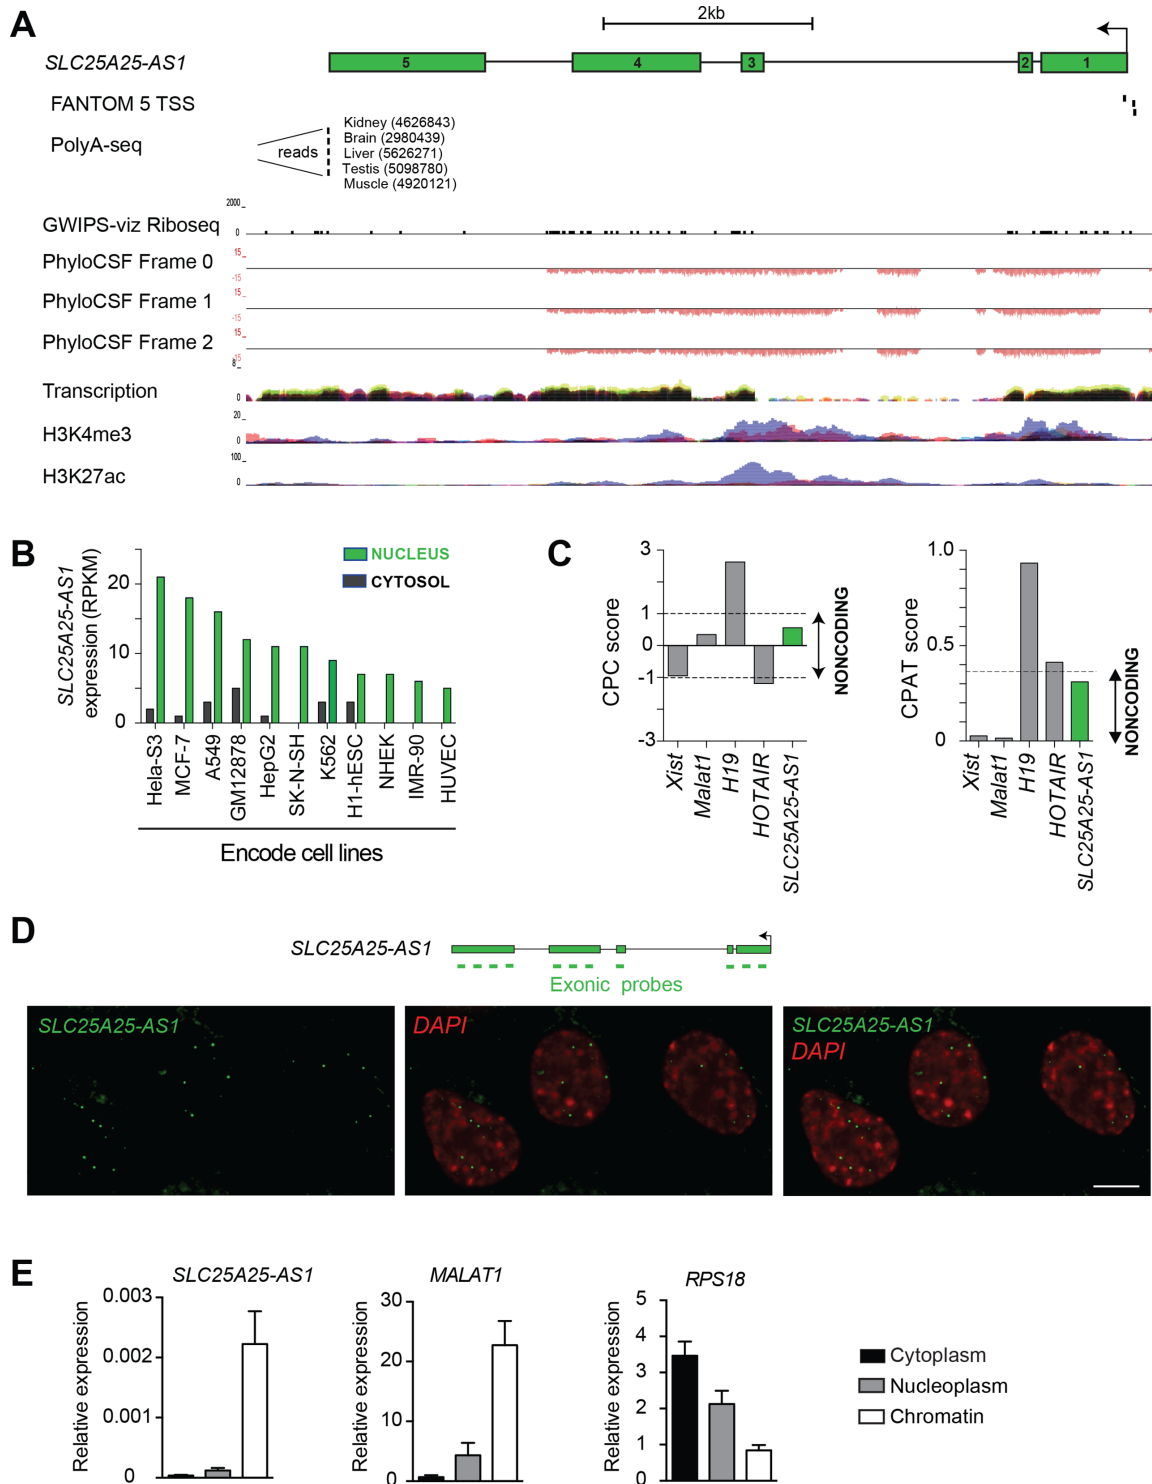 A
2kb
SLC25A25-AS1
5 4 3 2 1
FANTOM 5 TSS
PolyA-seq
reads
Kidney (4626843)
Brain (2980439)
Liver (5626271)
Testis (5098780)
Muscle (4920121)
2000
GWIPS-viz Riboseq
0
15
PhyloCSF Frame 0
-15
15
PhyloCSF Frame 1
-15
15
PhyloCSF Frame 2
-15
8
Transcription
0
20
H3K4me3
0
100
H3K27ac
0
B
SLC25A25-AS1
expression (RPKM)
20
10
0
NUCLEUS
CYTOSOL
Hela-S3
MCF-7
A549
GM12878
HepG2
SK-N-SH
K562
H1-hESC
NHEK
IMR-90
HUVEC
Encode cell lines
C
CPC score
3
1
0
-1
-3
NONCODING
Xist
Malat1
H19
HOTAIR
SLC25A25-AS1
CPAT score
1.0
0.5
0
NONCODING
Xist
Malat1
H19
HOTAIR
SLC25A25-AS1
D
SLC25A25-AS1
Exonic probes
SLC25A25-AS1
DAPI
SLC25A25-AS1
DAPI
E
SLC25A25-AS1
Relative expression
0.003
0.002
0.001
0
MALAT1
Relative expression
30
20
10
0
RPS18
Relative expression
5
4
3
2
1
0
Cytoplasm
Nucleoplasm
Chromatin